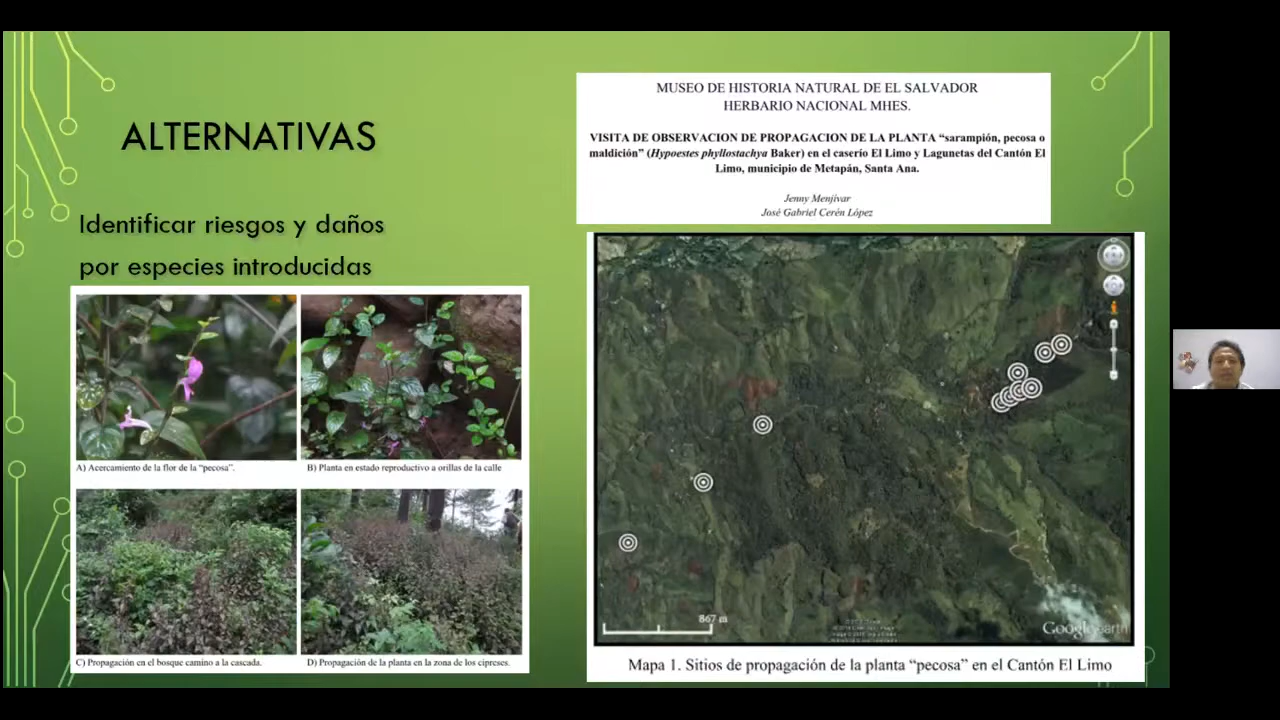 ALTERNATIVAS
Identificar riesgos y daños
por especies introducidas
A) Acercamiento de la flor de la “pecosa”.
B) Planta en estado reproductivo a orillas de la calle
C) Propagación en el bosque camino a la cascada.
D) Propagación de la planta en la zona de los cipreses.
MUSEO DE HISTORIA NATURAL DE EL SALVADOR
HERBARIO NACIONAL MHES.
VISITA DE OBSERVACION DE PROPAGACION DE LA PLANTA “sarampión, pecosa o
maldición” (Hypoestes phyllostachya Baker) en el caserío El Limo y Lagunetas del Cantón El
Limo, municipio de Metapán, Santa Ana.
Jenny Menjívar
José Gabriel Cerén López
867 m
Google earth
Mapa 1. Sitios de propagación de la planta “pecosa” en el Cantón El Limo